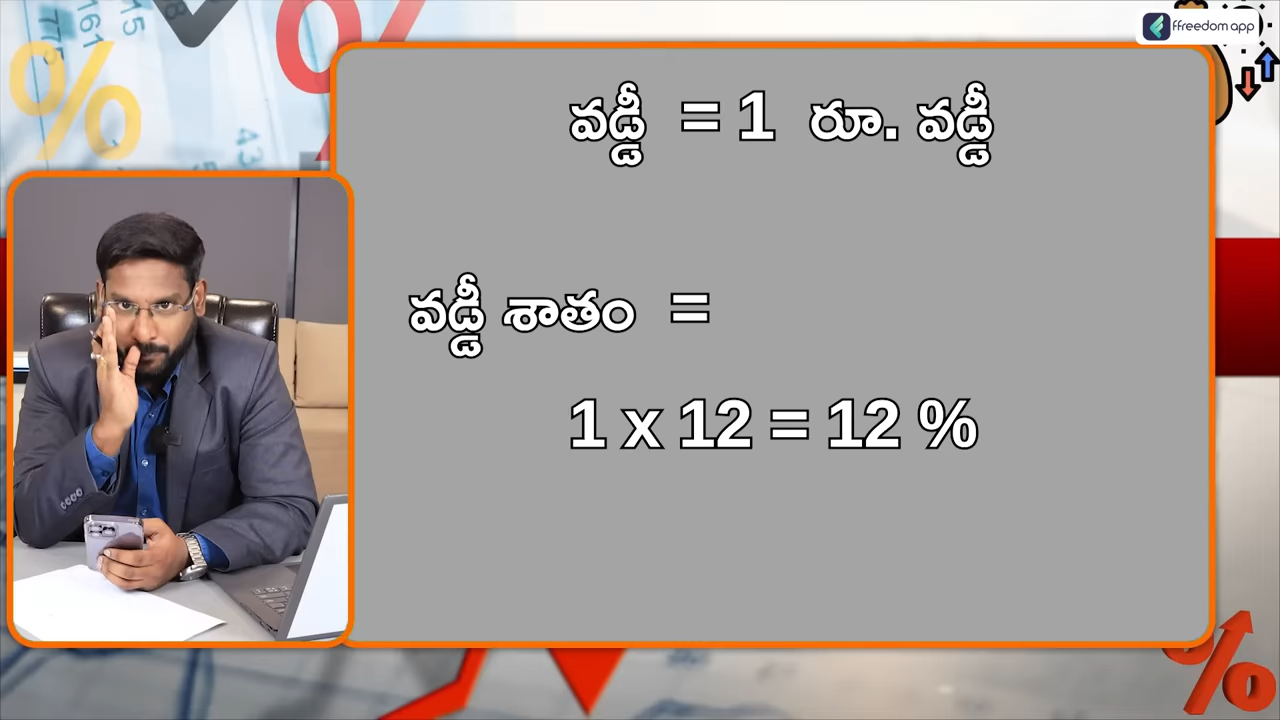 ffreedom app
వడ్డీ = 1 రూ. వడ్డీ
వడ్డీ శాతం =
1 x 12 = 12 %